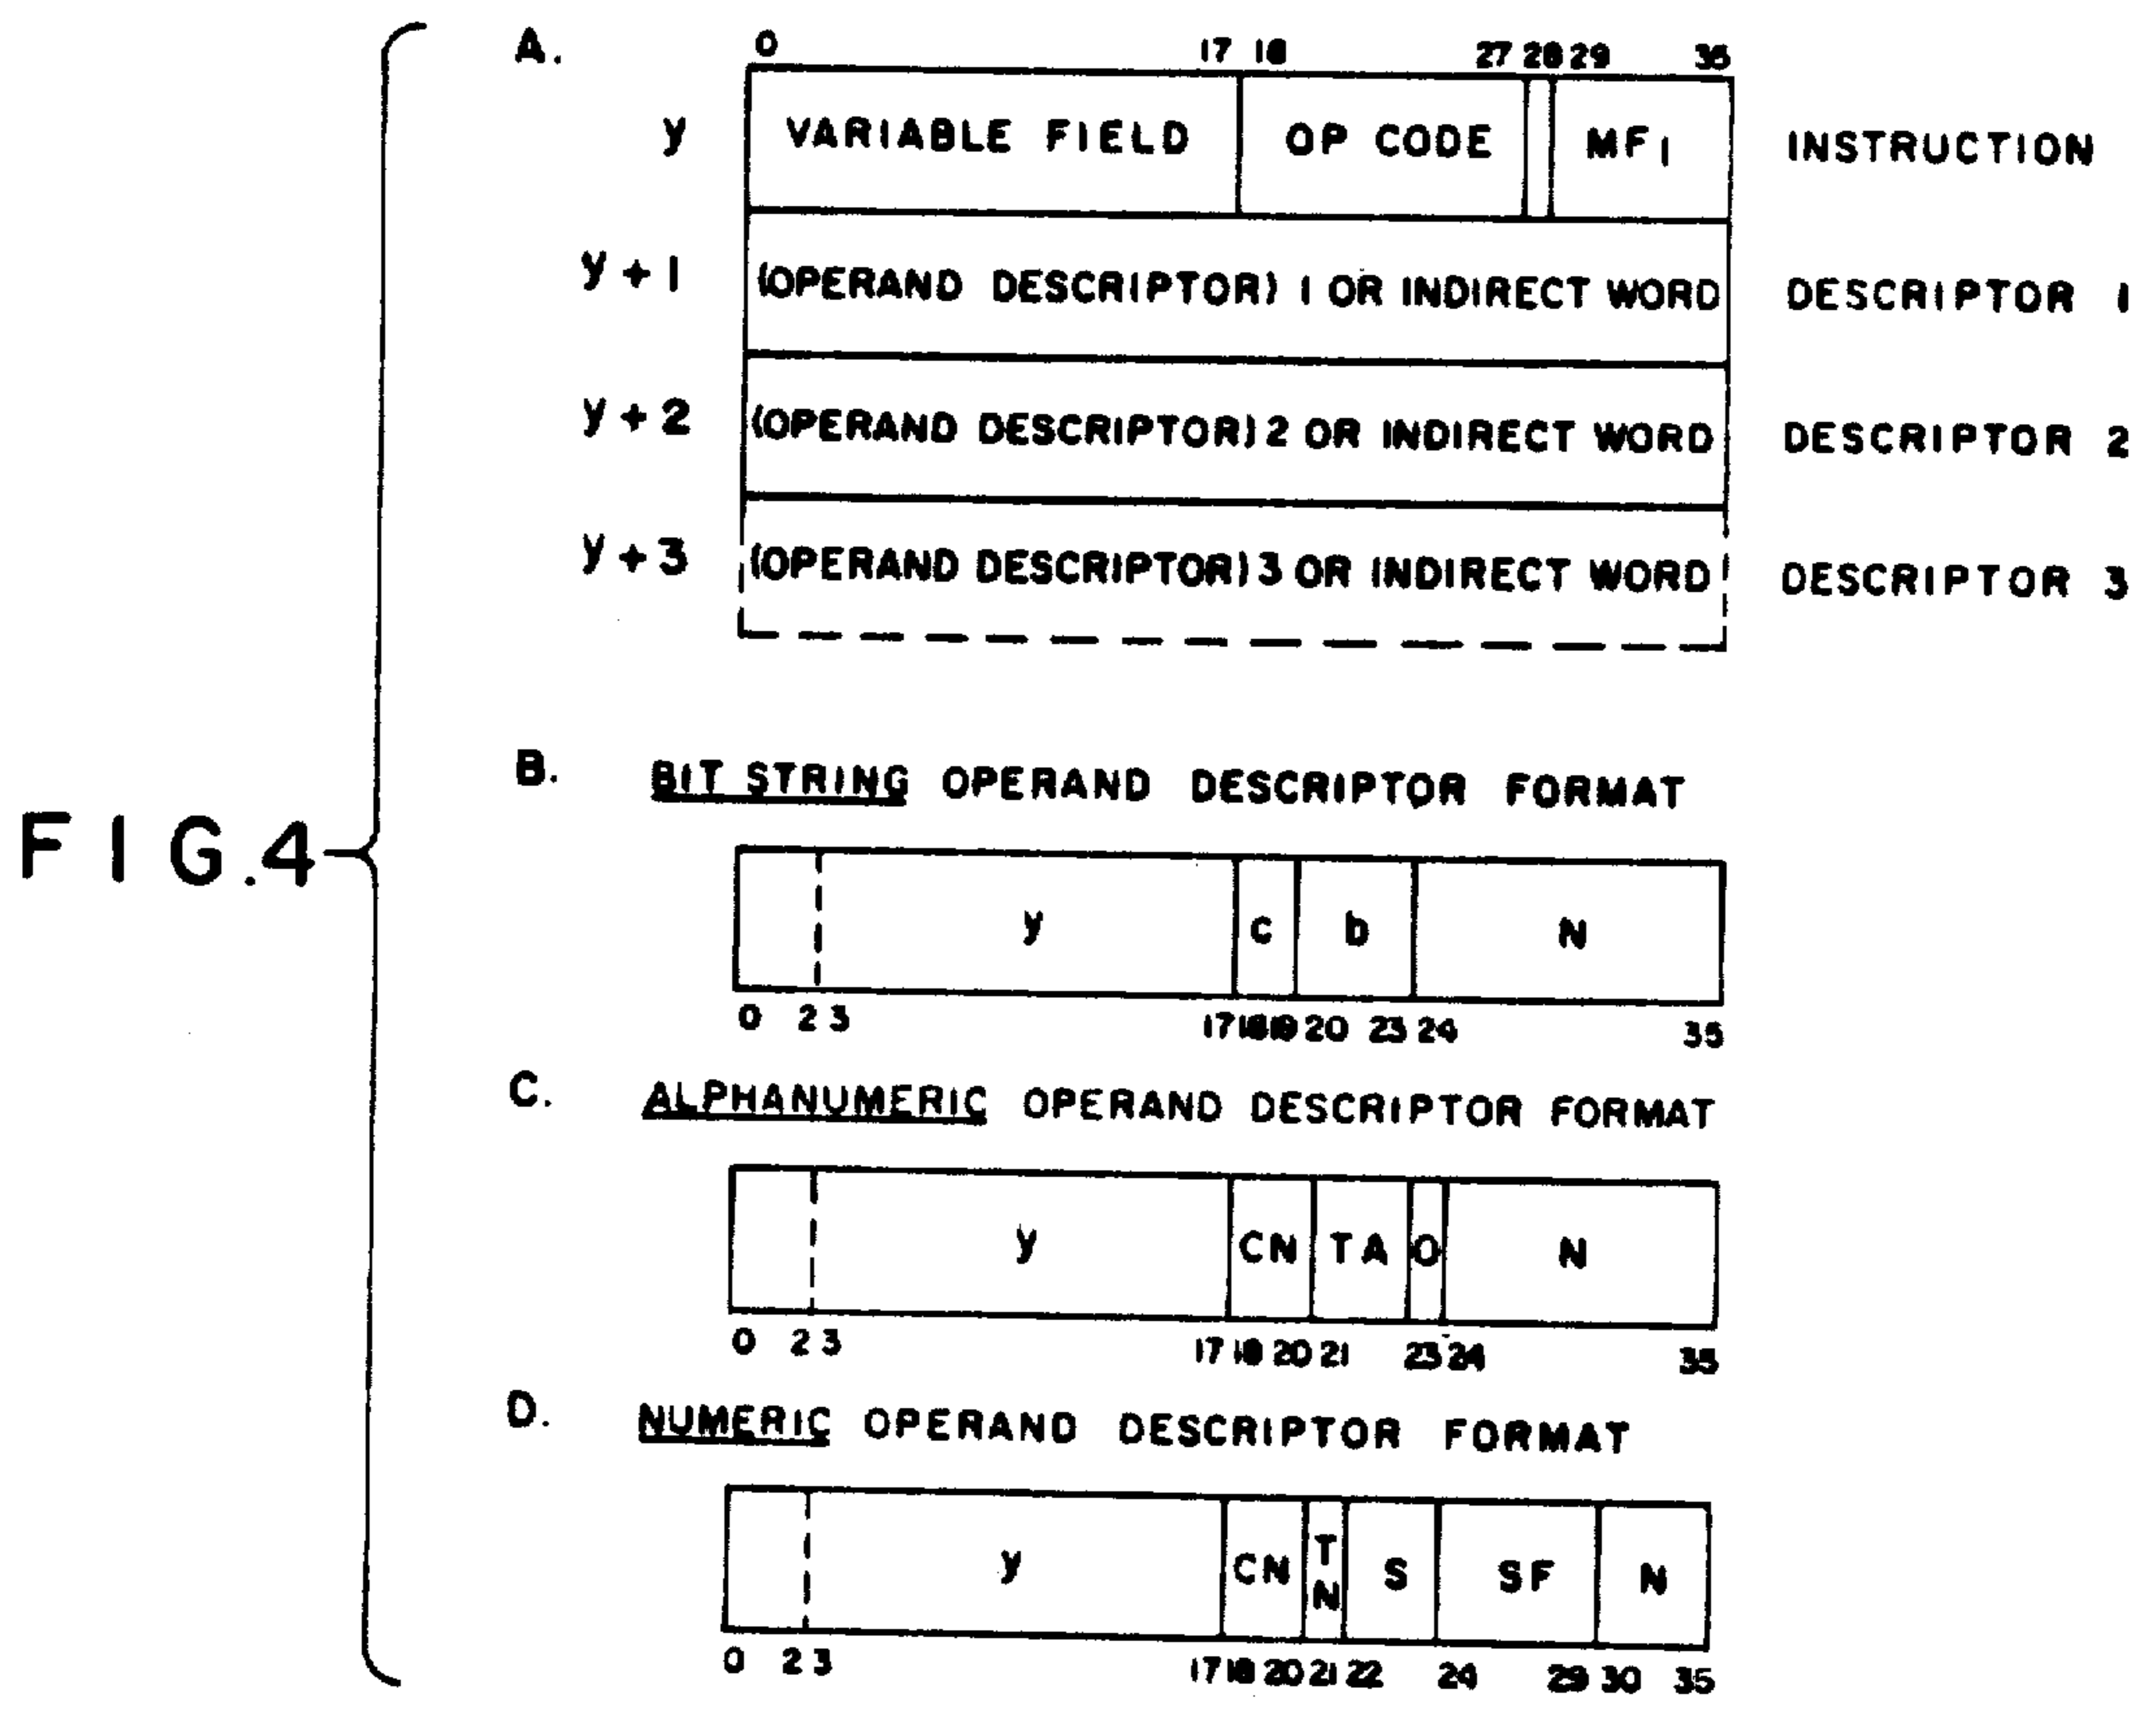 A.
0 17 18 27 28 29 35
y VARIABLE FIELD OP CODE MF1 INSTRUCTION
y + 1 (OPERAND DESCRIPTOR) 1 OR INDIRECT WORD DESCRIPTOR 1
y + 2 (OPERAND DESCRIPTOR) 2 OR INDIRECT WORD DESCRIPTOR 2
y + 3 (OPERAND DESCRIPTOR) 3 OR INDIRECT WORD DESCRIPTOR 3
FIG.4
B. BIT STRING OPERAND DESCRIPTOR FORMAT
y c b N
0 2 3 17 18 19 20 23 24 35
C. ALPHANUMERIC OPERAND DESCRIPTOR FORMAT
y CN TA O N
0 2 3 17 18 20 21 23 24 35
D. NUMERIC OPERAND DESCRIPTOR FORMAT
y CN TN S SF N
0 2 3 17 18 20 21 22 24 29 30 35